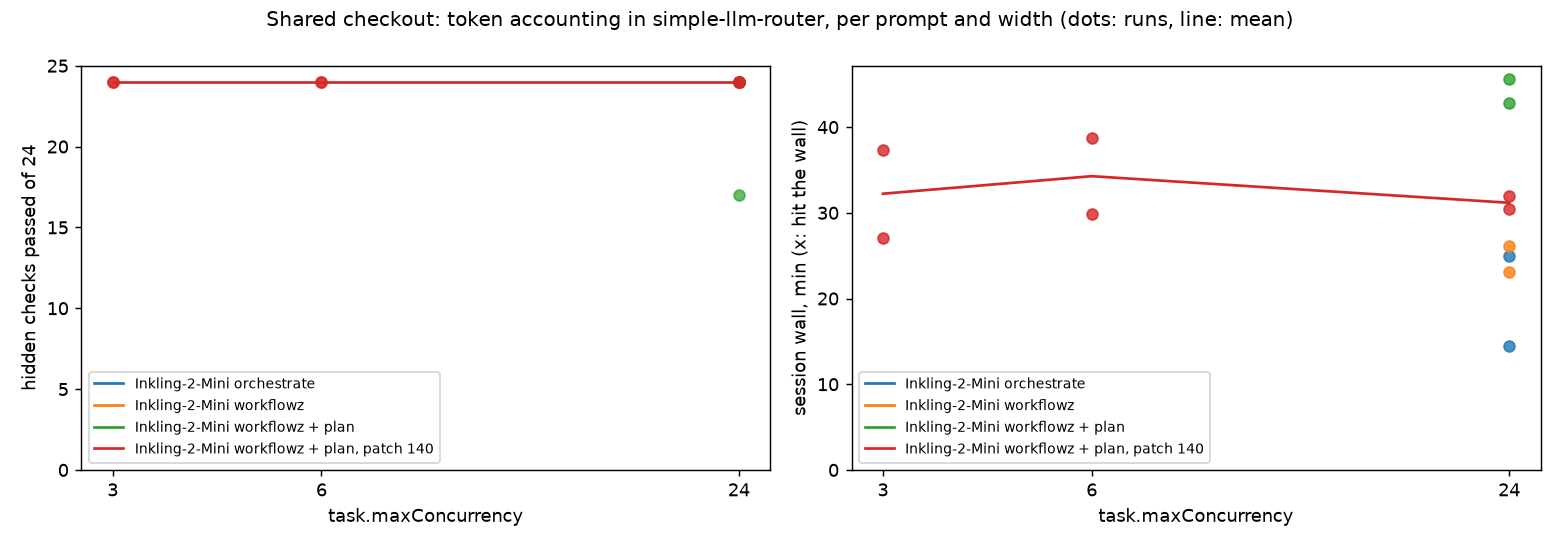 Shared checkout: token accounting in simple-llm-router, per prompt and width (dots: runs, line: mean)
hidden checks passed of 24
25
20
15
10
5
0
Inkling-2-Mini orchestrate
Inkling-2-Mini workflowz
Inkling-2-Mini workflowz + plan
Inkling-2-Mini workflowz + plan, patch 140
3
6
24
task.maxConcurrency
session wall, min (x: hit the wall)
40
30
20
10
0
Inkling-2-Mini orchestrate
Inkling-2-Mini workflowz
Inkling-2-Mini workflowz + plan
Inkling-2-Mini workflowz + plan, patch 140
3
6
24
task.maxConcurrency